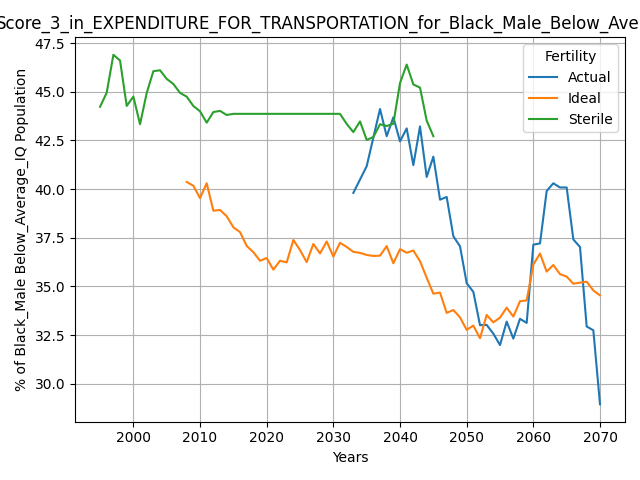 Score_3_in_EXPENDITURE_FOR_TRANSPORTATION_for_Black_Male_Below_Ave
47.5
45.0
42.5
40.0
37.5
35.0
32.5
30.0
% of Black_Male Below_Average_IQ Population
Fertility
Actual
Ideal
Sterile
2000 2010 2020 2030 2040 2050 2060 2070
Years